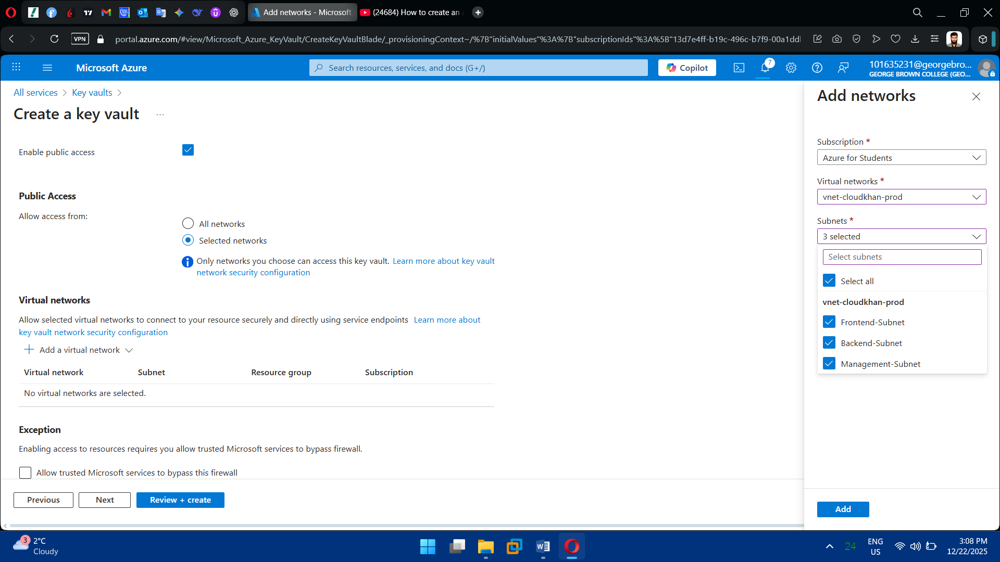 Add networks - Microsoft
(24684) How to create an
VPN
portal.azure.com/#view/Microsoft_Azure_KeyVault/CreateKeyVaultBlade/_provisioningContext~/%7B"initialValues"%3A%7B"subscriptionIds"%3A%5B"13d7e4ff-b19c-496c-b7f9-00a1dd
Microsoft Azure
Search resources, services, and docs (G+/)
Copilot
7
101635231@georgebro...
GEORGE BROWN COLLEGE (GEO...
All services
Key vaults
Create a key vault
...
Enable public access
Public Access
Allow access from:
All networks
Selected networks
Only networks you choose can access this key vault. Learn more about key vault
network security configuration
Virtual networks
Allow selected virtual networks to connect to your resource securely and directly using service endpoints Learn more about
key vault network security configuration
Add a virtual network
Virtual network Subnet Resource group Subscription
No virtual networks are selected.
Exception
Enabling access to resources requires you allow trusted Microsoft services to bypass firewall.
Allow trusted Microsoft services to bypass this firewall
Previous
Next
Review + create
Add networks
Subscription *
Azure for Students
Virtual networks *
vnet-cloudkhan-prod
Subnets *
3 selected
Select subnets
Select all
vnet-cloudkhan-prod
Frontend-Subnet
Backend-Subnet
Management-Subnet
Add
3
2°C
Cloudy
24
ENG
US
3:08 PM
12/22/2025